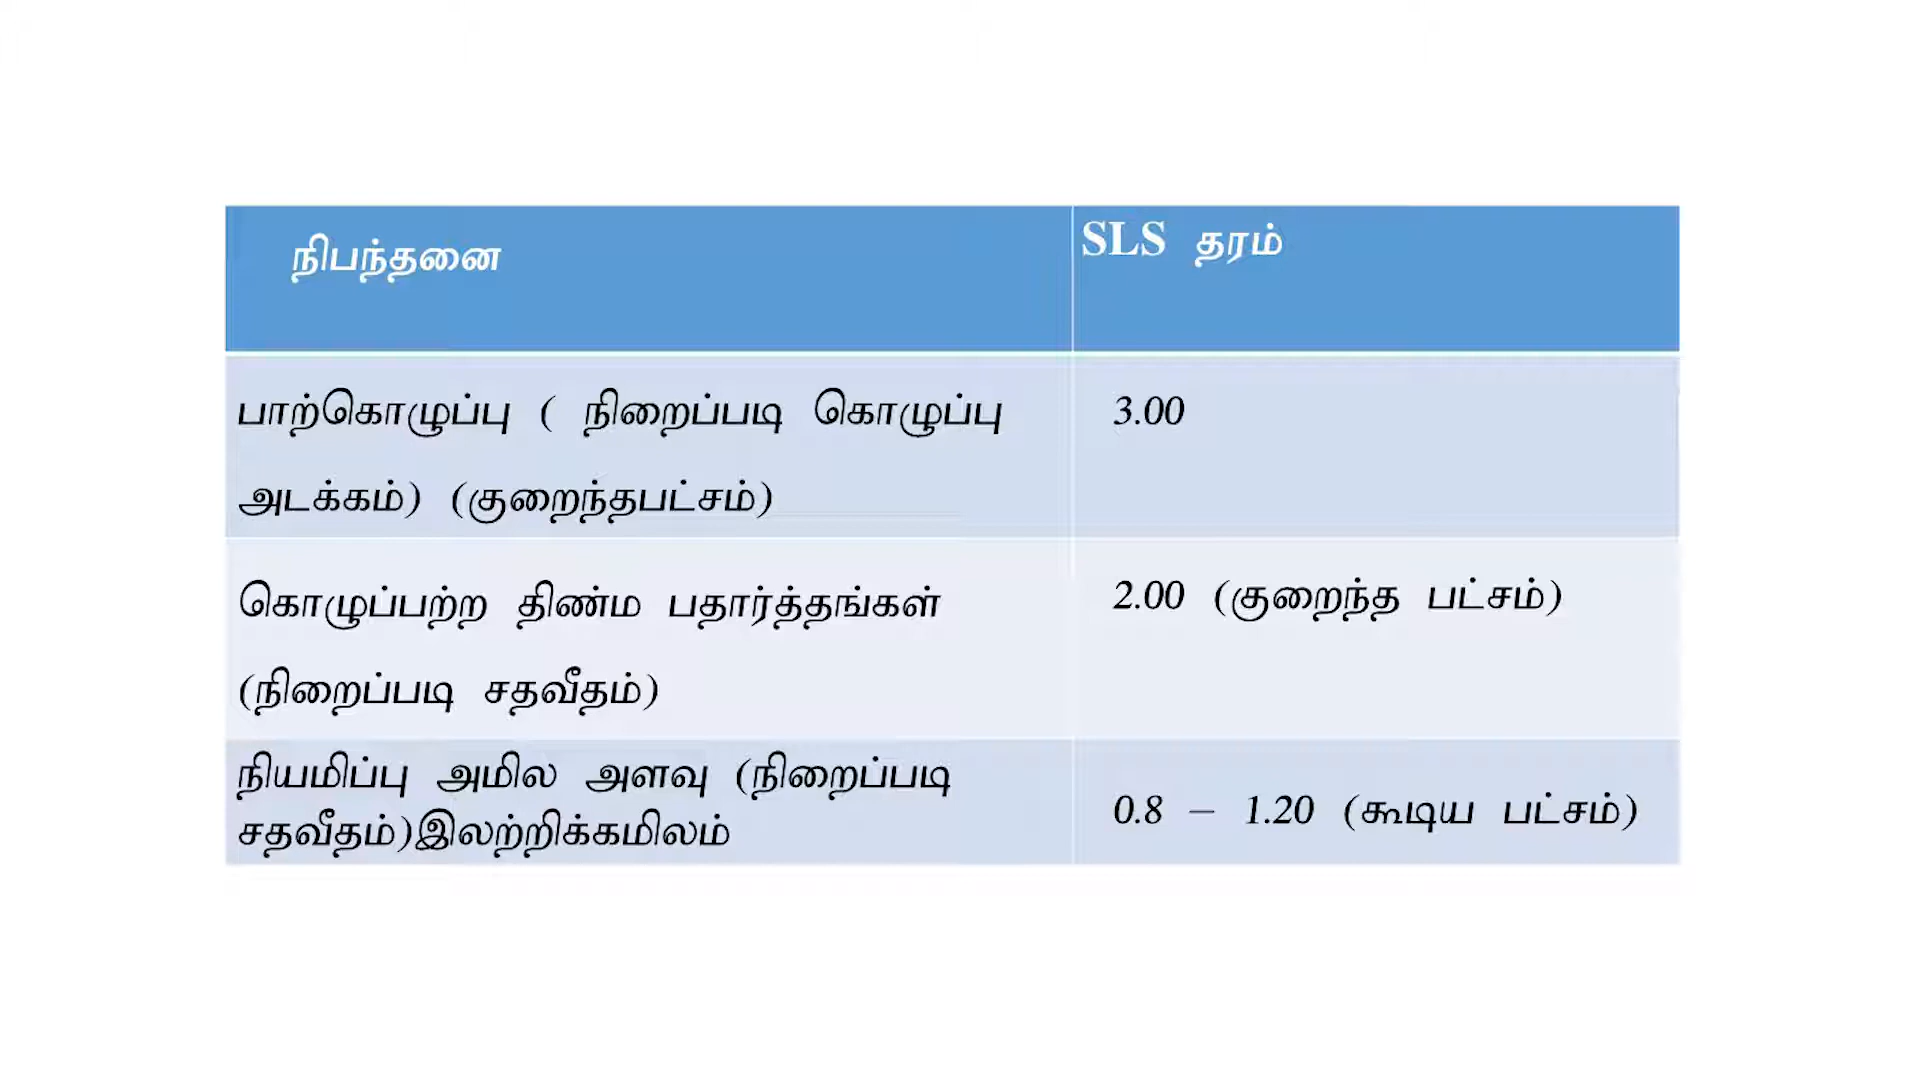 நிபந்தனை
SLS தரம்
பாற்கொழுப்பு ( நிறைப்படி கொழுப்பு
அடக்கம்) (குறைந்தபட்சம்)
3.00
கொழுப்பற்ற திண்ம பதார்த்தங்கள்
(நிறைப்படி சதவீதம்)
2.00 (குறைந்த பட்சம்)
நியமிப்பு அமில அளவு (நிறைப்படி
சதவீதம்)இலற்றிக்கமிலம்
0.8 – 1.20 (கூடிய பட்சம்)